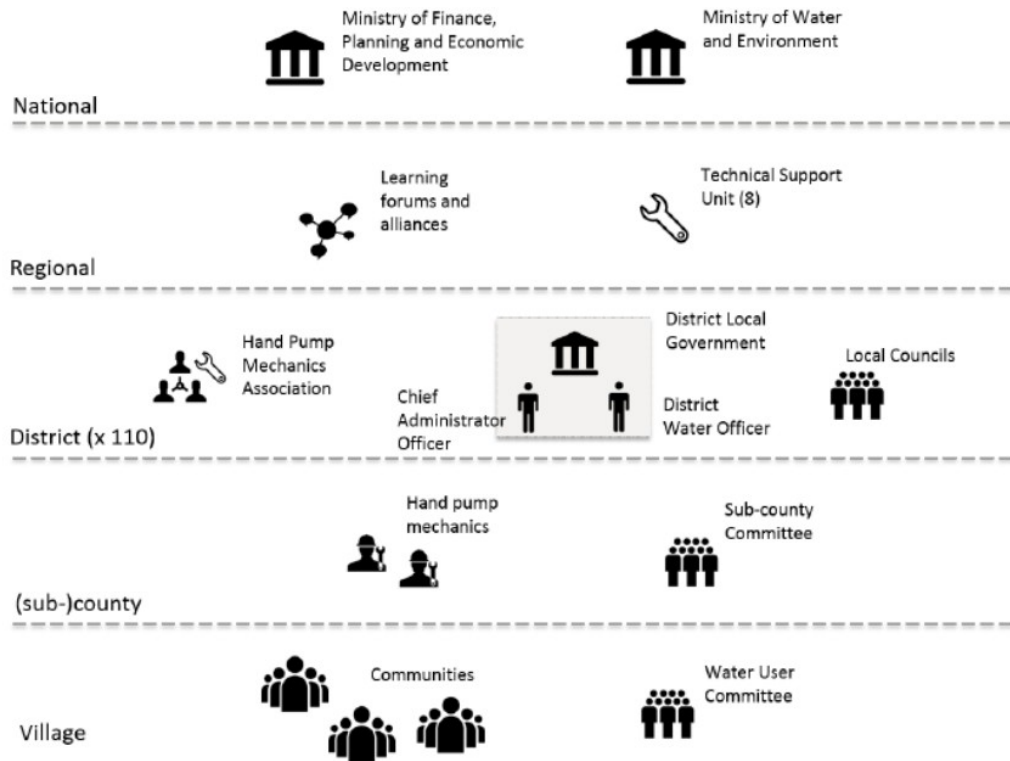 Ministry of Finance,
Planning and Economic
Development
Ministry of Water
and Environment
National
Learning
forums and
alliances
Technical Support
Unit (8)
Regional
Hand Pump
Mechanics
Association
Chief
Administrator
Officer
District Local
Government
District
Water Officer
Local Councils
District (x 110)
Hand pump
mechanics
Sub-county
Committee
(sub-)county
Communities
Water User
Committee
Village